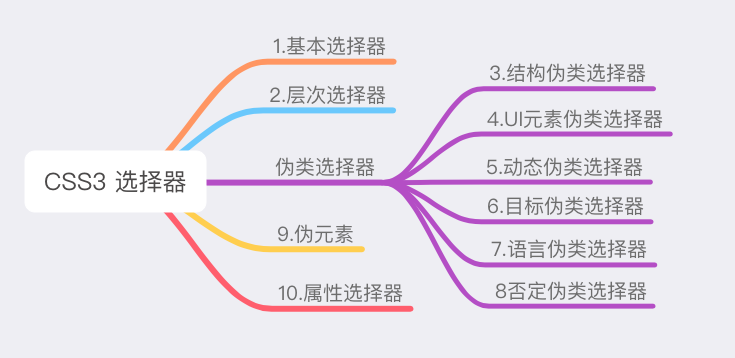 CSS3 选择器
1.基本选择器
2.层次选择器
伪类选择器
3.结构伪类选择器
4.UI元素伪类选择器
5.动态伪类选择器
6.目标伪类选择器
7.语言伪类选择器
8否定伪类选择器
9.伪元素
10.属性选择器